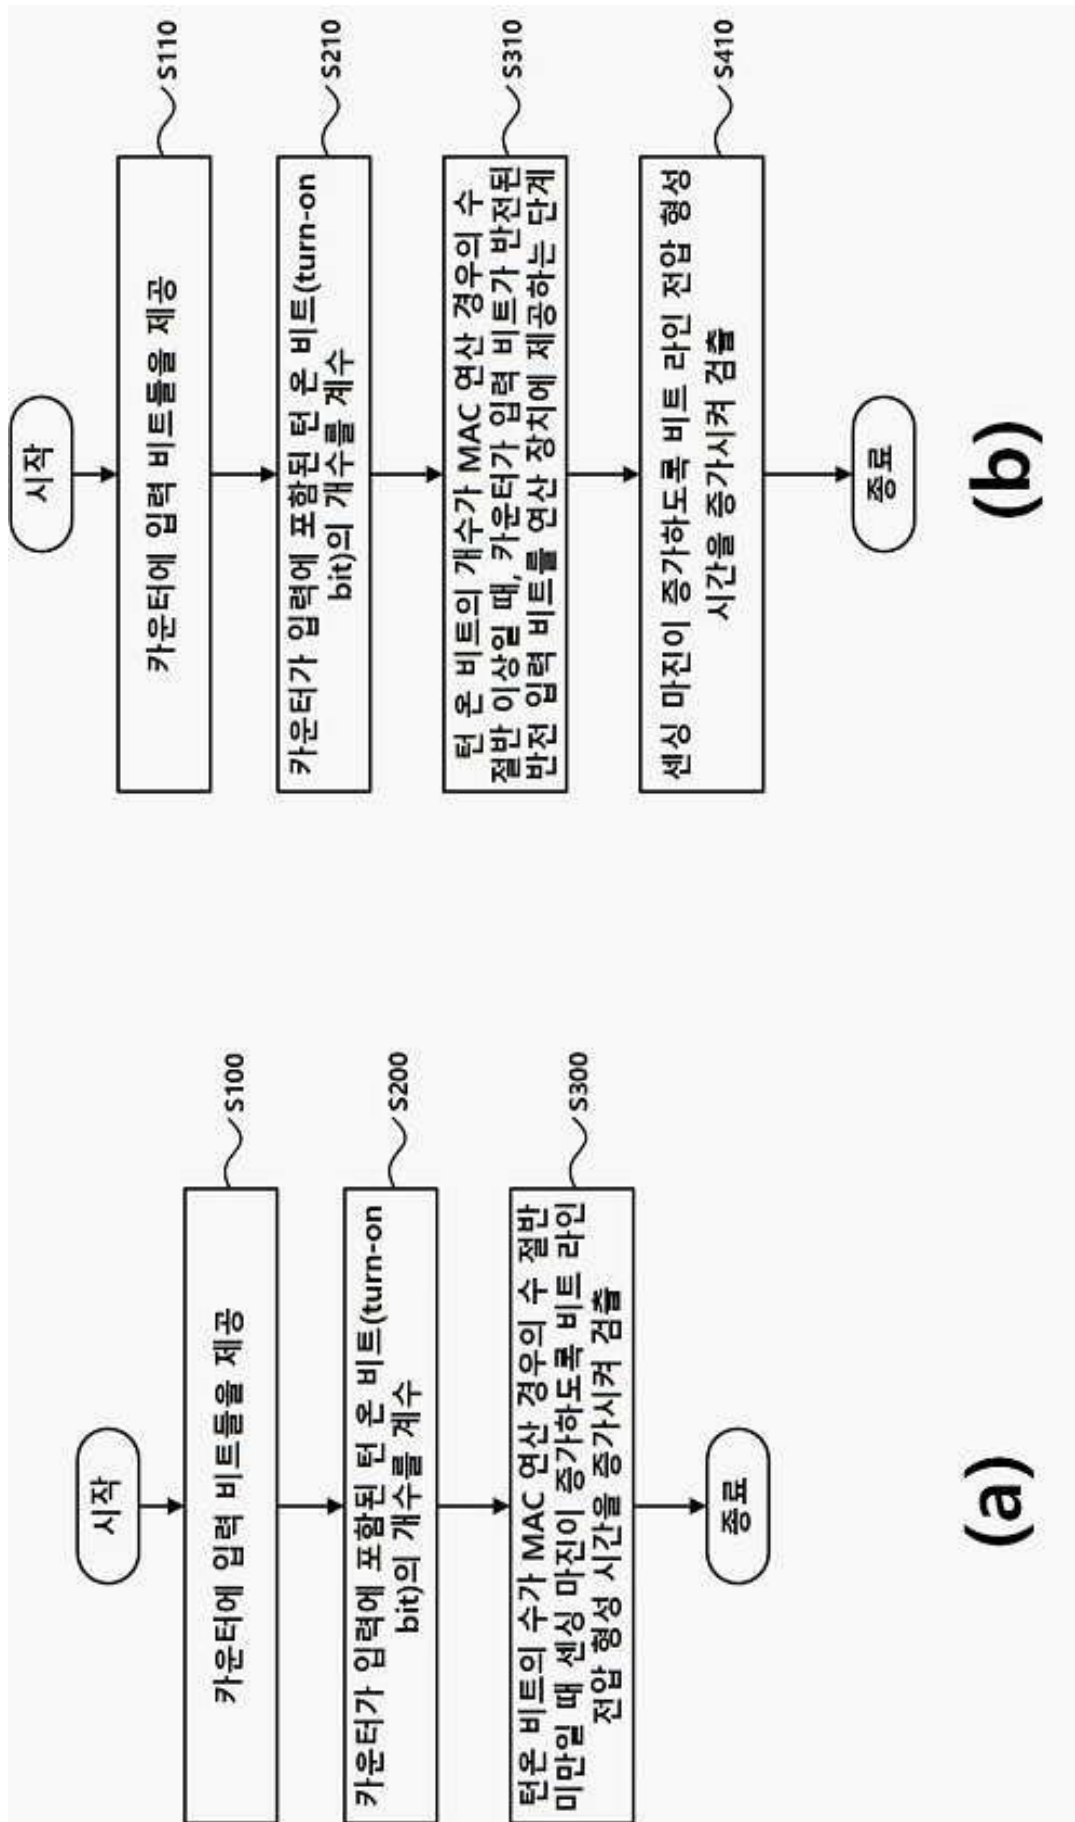 시작
카운터에 입력 비트들을 제공
S100
카운터가 입력에 포함된 턴 온 비트(turn-on
bit)의 개수를 계수
S200
턴온 비트의 수가 MAC 연산 경우의 수 절반
미만일 때 센싱 마진이 증가하도록 비트 라인
전압 형성 시간을 증가시켜 검출
S300
종료
(a)
시작
카운터에 입력 비트들을 제공
S110
카운터가 입력에 포함된 턴 온 비트(turn-on
bit)의 개수를 계수
S210
턴 온 비트의 개수가 MAC 연산 경우의 수
절반 이상일 때, 카운터가 입력 비트가 반전된
반전 입력 비트를 연산 장치에 제공하는 단계
S310
센싱 마진이 증가하도록 비트 라인 전압 형성
시간을 증가시켜 검출
S410
종료
(b)